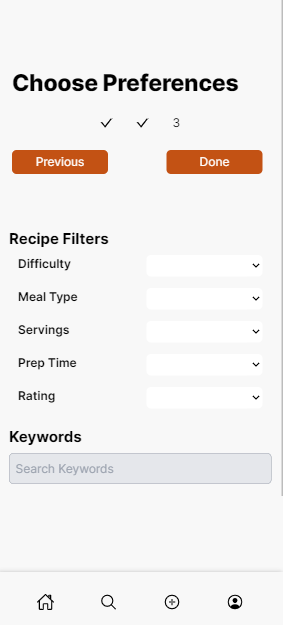 Choose Preferences
3
Previous Done
Recipe Filters
Difficulty
Meal Type
Servings
Prep Time
Rating
Keywords
Search Keywords